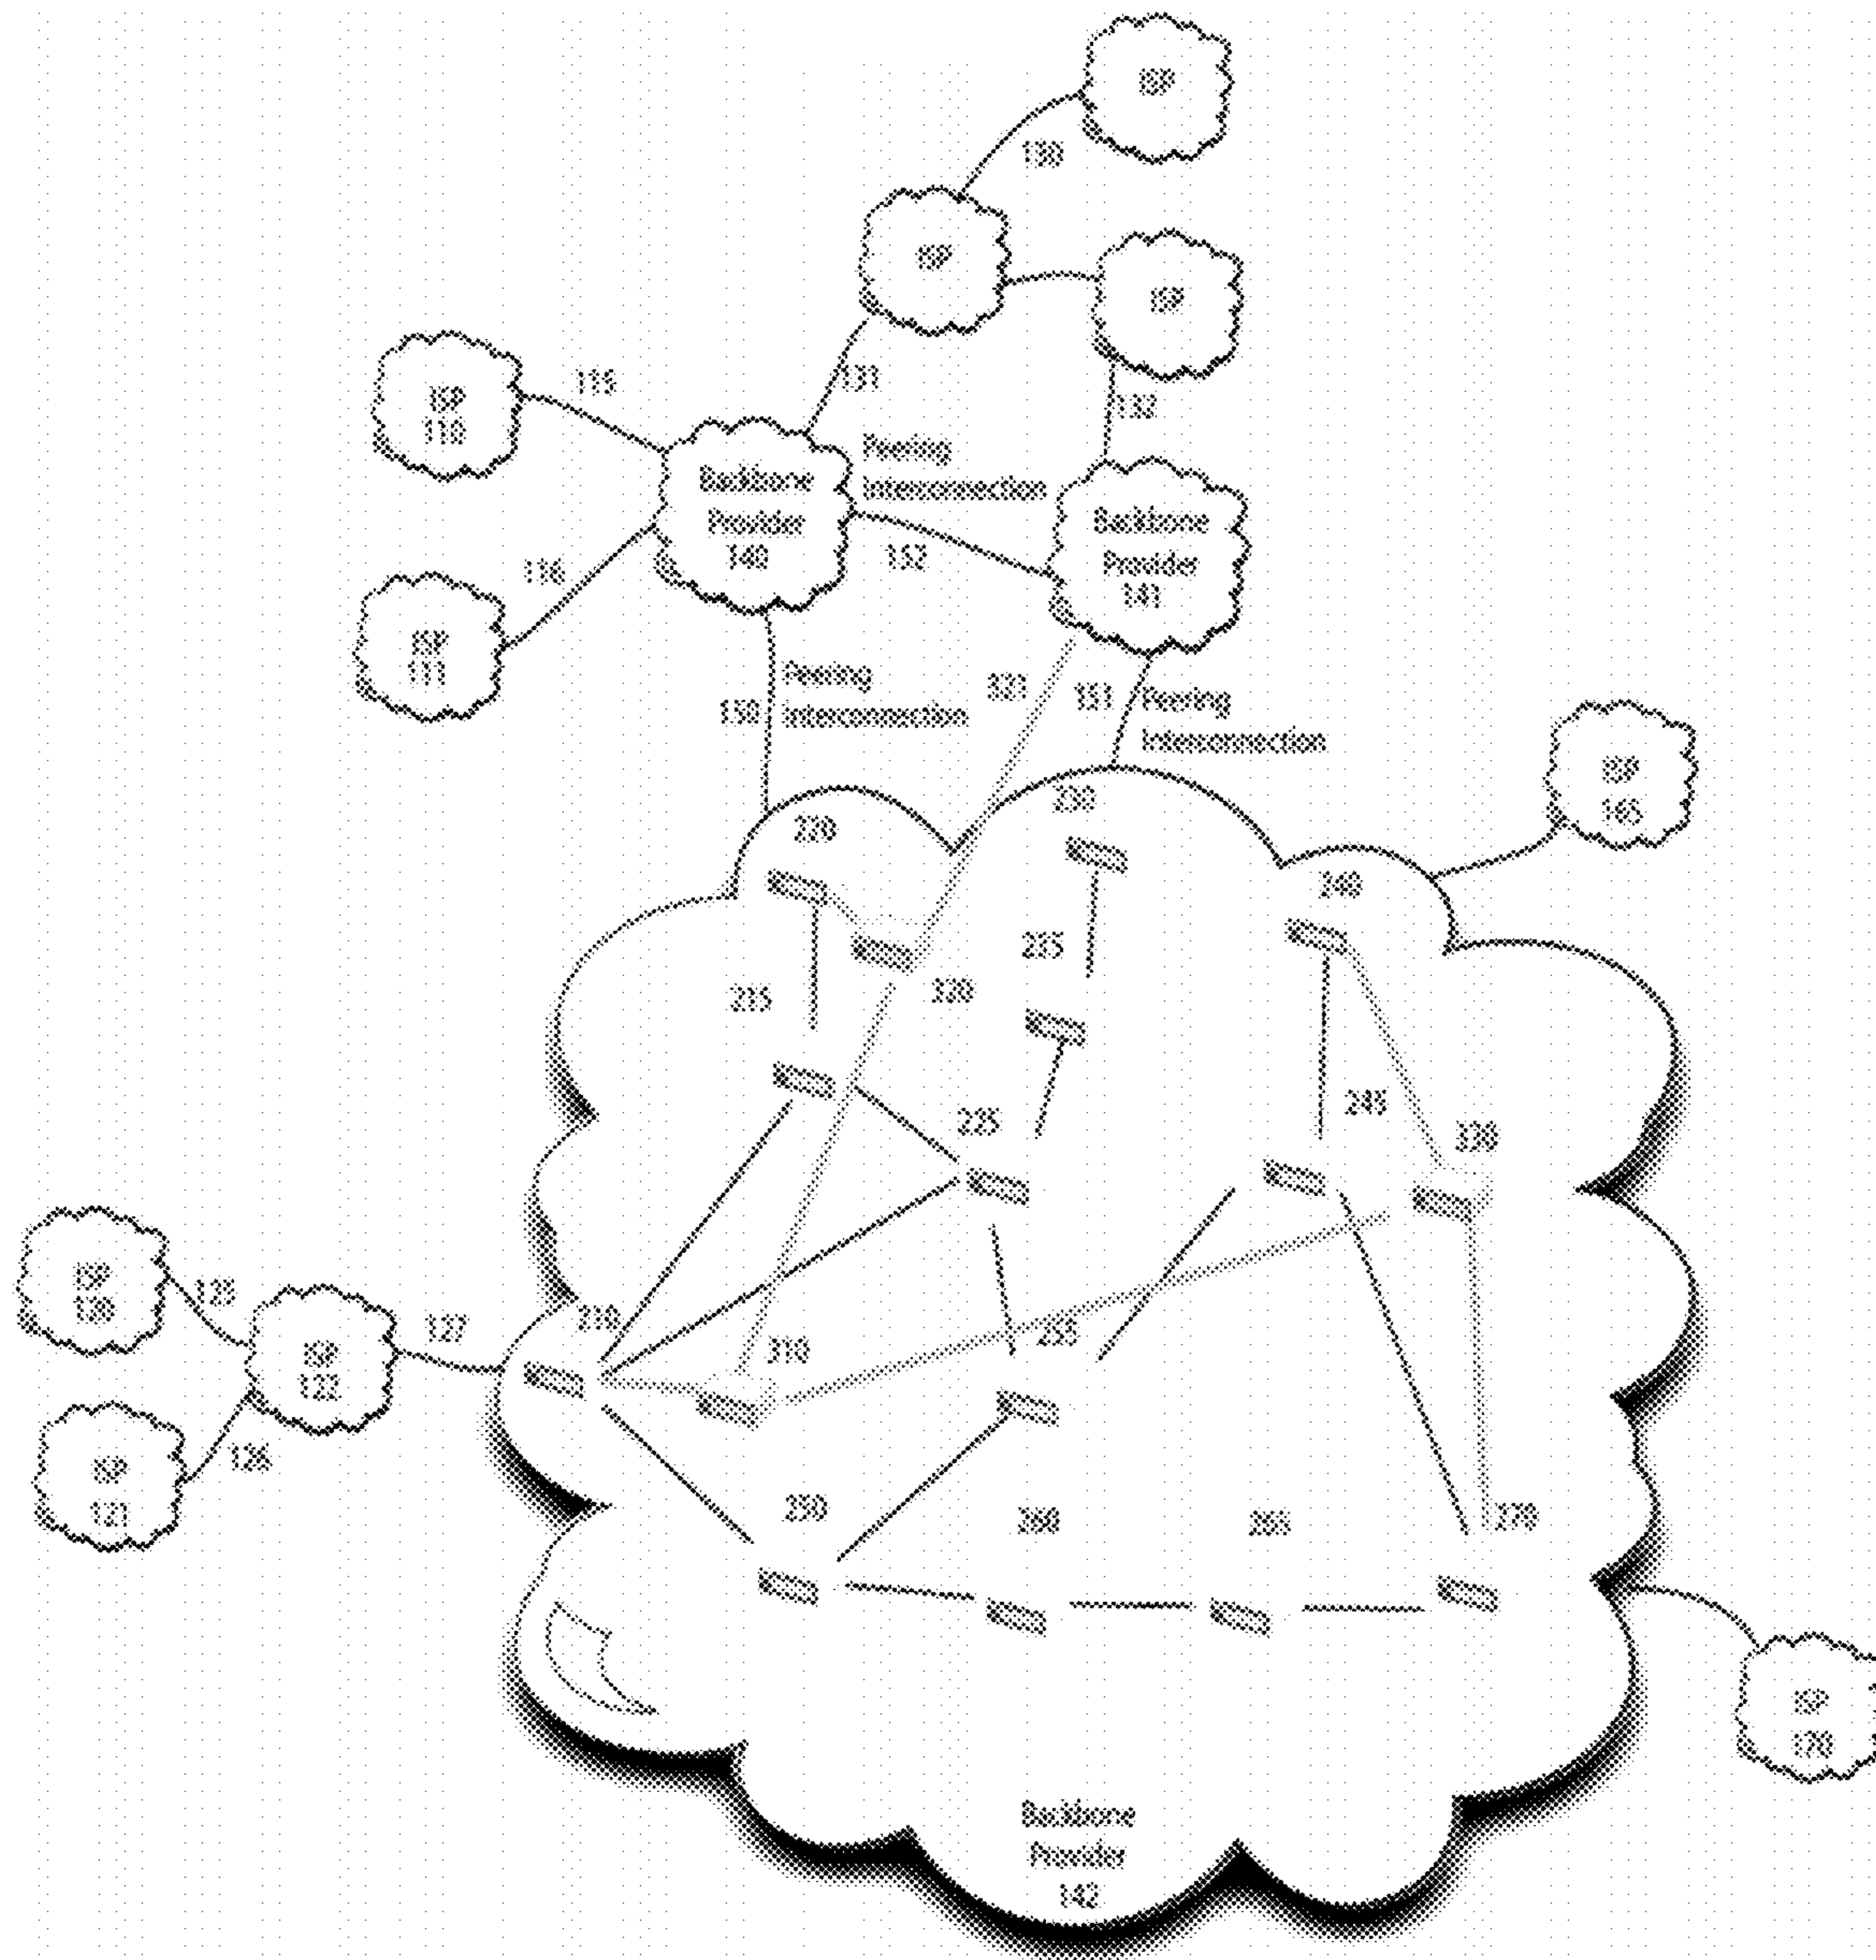 ISP
130
ISP
ISP
131
115
ISP
110
132
Peering
Interconnection
Backbone
Provider
140
Backbone
Provider
141
152
116
ISP
111
Peering
Interconnection
150
321
151
Peering
Interconnection
ISP
165
230
220
240
235
215
320
245
225
330
ISP
120
125
127
210
ISP
122
310
255
126
ISP
121
250
260
265
270
ISP
170
Backbone
Provider
142